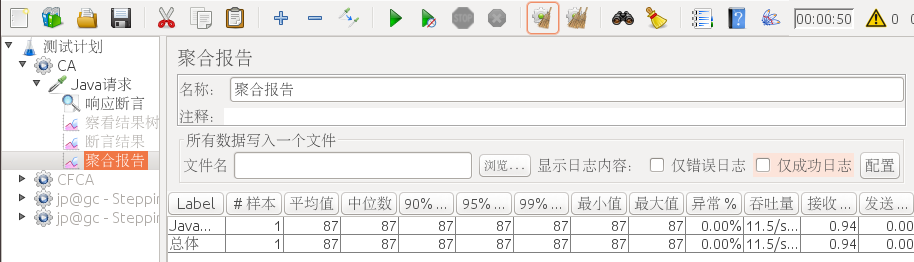 STOP
00:00:50
0
测试计划
CA
Java请求
响应断言
察看结果树
断言结果
聚合报告
CFCA
jp@gc - Steppin
jp@gc - Steppin
聚合报告
名称： 聚合报告
注释：
所有数据写入一个文件
文件名 浏览... 显示日志内容： 仅错误日志 仅成功日志 配置
Label # 样本 平均值 中位数 90%... 95%... 99%... 最小值 最大值 异常 % 吞吐量 接收 ... 发送 ...
Java... 1 87 87 87 87 87 87 87 0.00% 11.5/s... 0.94 0.00
总体 1 87 87 87 87 87 87 87 0.00% 11.5/s... 0.94 0.00